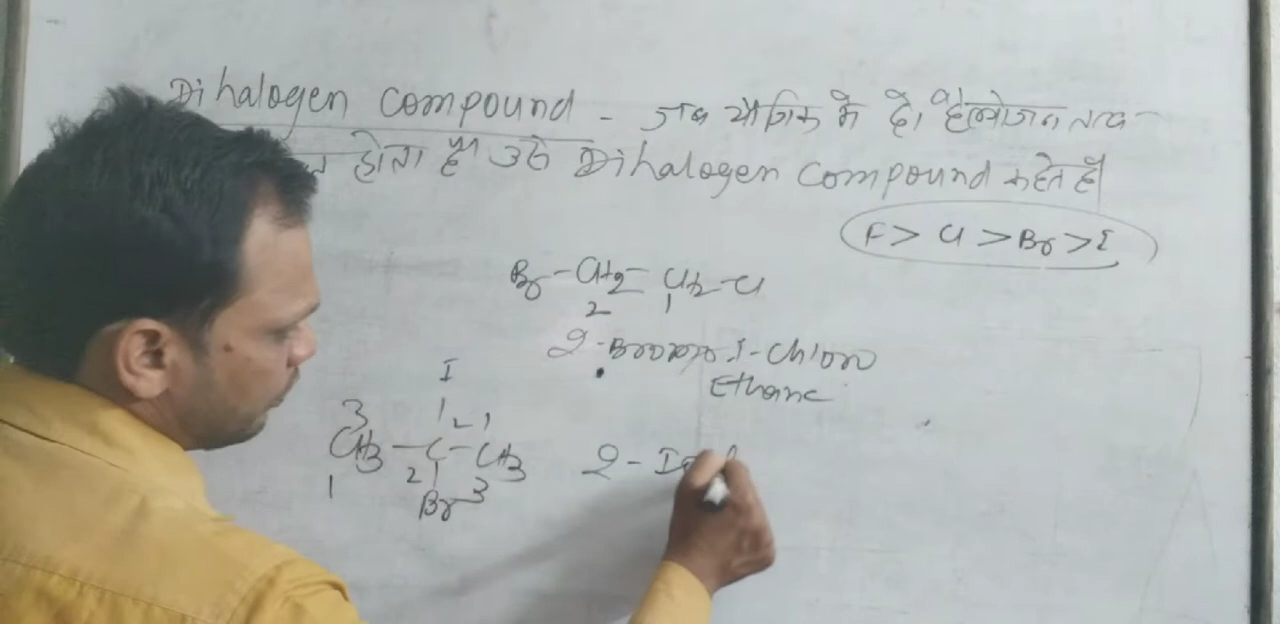 Dihalogen compound - जब यौगिक में दो हैलोजन तत्व
होता है उसे Dihalogen compound कहते हैं
F > Cl > Br > I
Br-CH2-CH2-Cl
2 1
2-Bromo-1-Chloro
Ethane
I
3 2 1
CH3-C-CH3 2-
1 2 3
Br